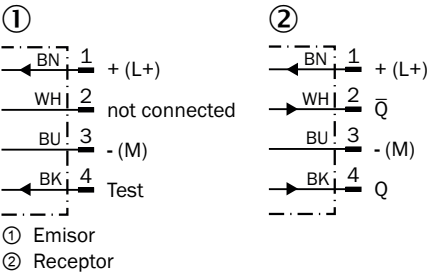 ① ②
BN 1 + (L+) BN 1 + (L+)
WH 2 not connected WH 2 Q̅
BU 3 - (M) BU 3 - (M)
BK 4 Test BK 4 Q
① Emisor
② Receptor